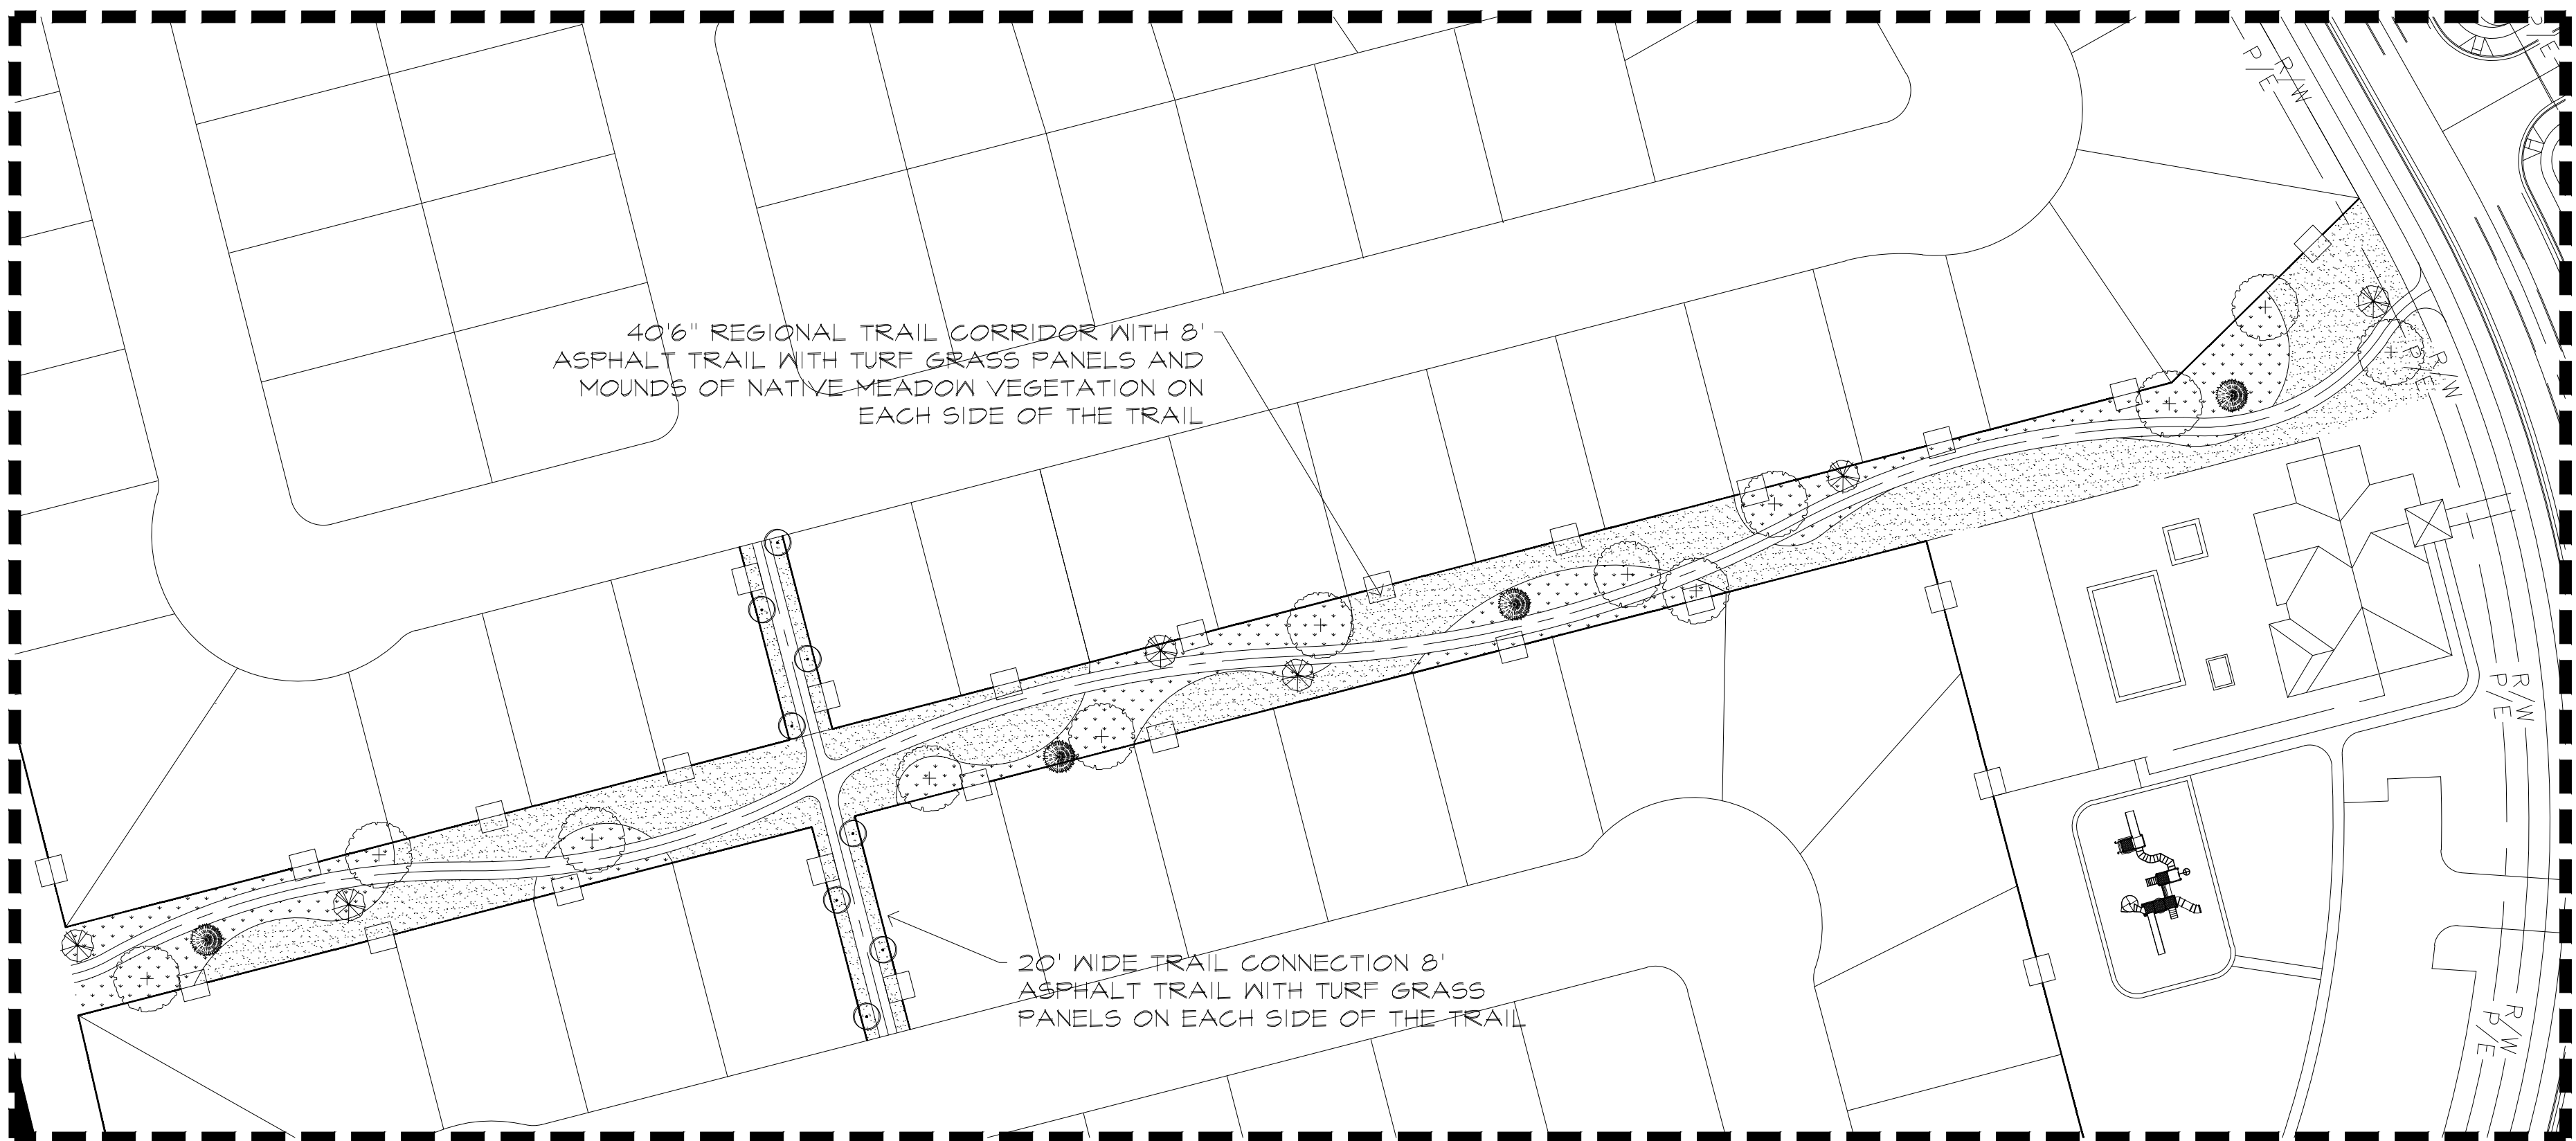 R/W
P/E
40'6" REGIONAL TRAIL CORRIDOR WITH 8'
ASPHALT TRAIL WITH TURF GRASS PANELS AND
MOUNDS OF NATIVE MEADOW VEGETATION ON
EACH SIDE OF THE TRAIL
R/W
P/E
R/W
P/E
20' WIDE TRAIL CONNECTION 8'
ASPHALT TRAIL WITH TURF GRASS
PANELS ON EACH SIDE OF THE TRAIL
R/W
P/E